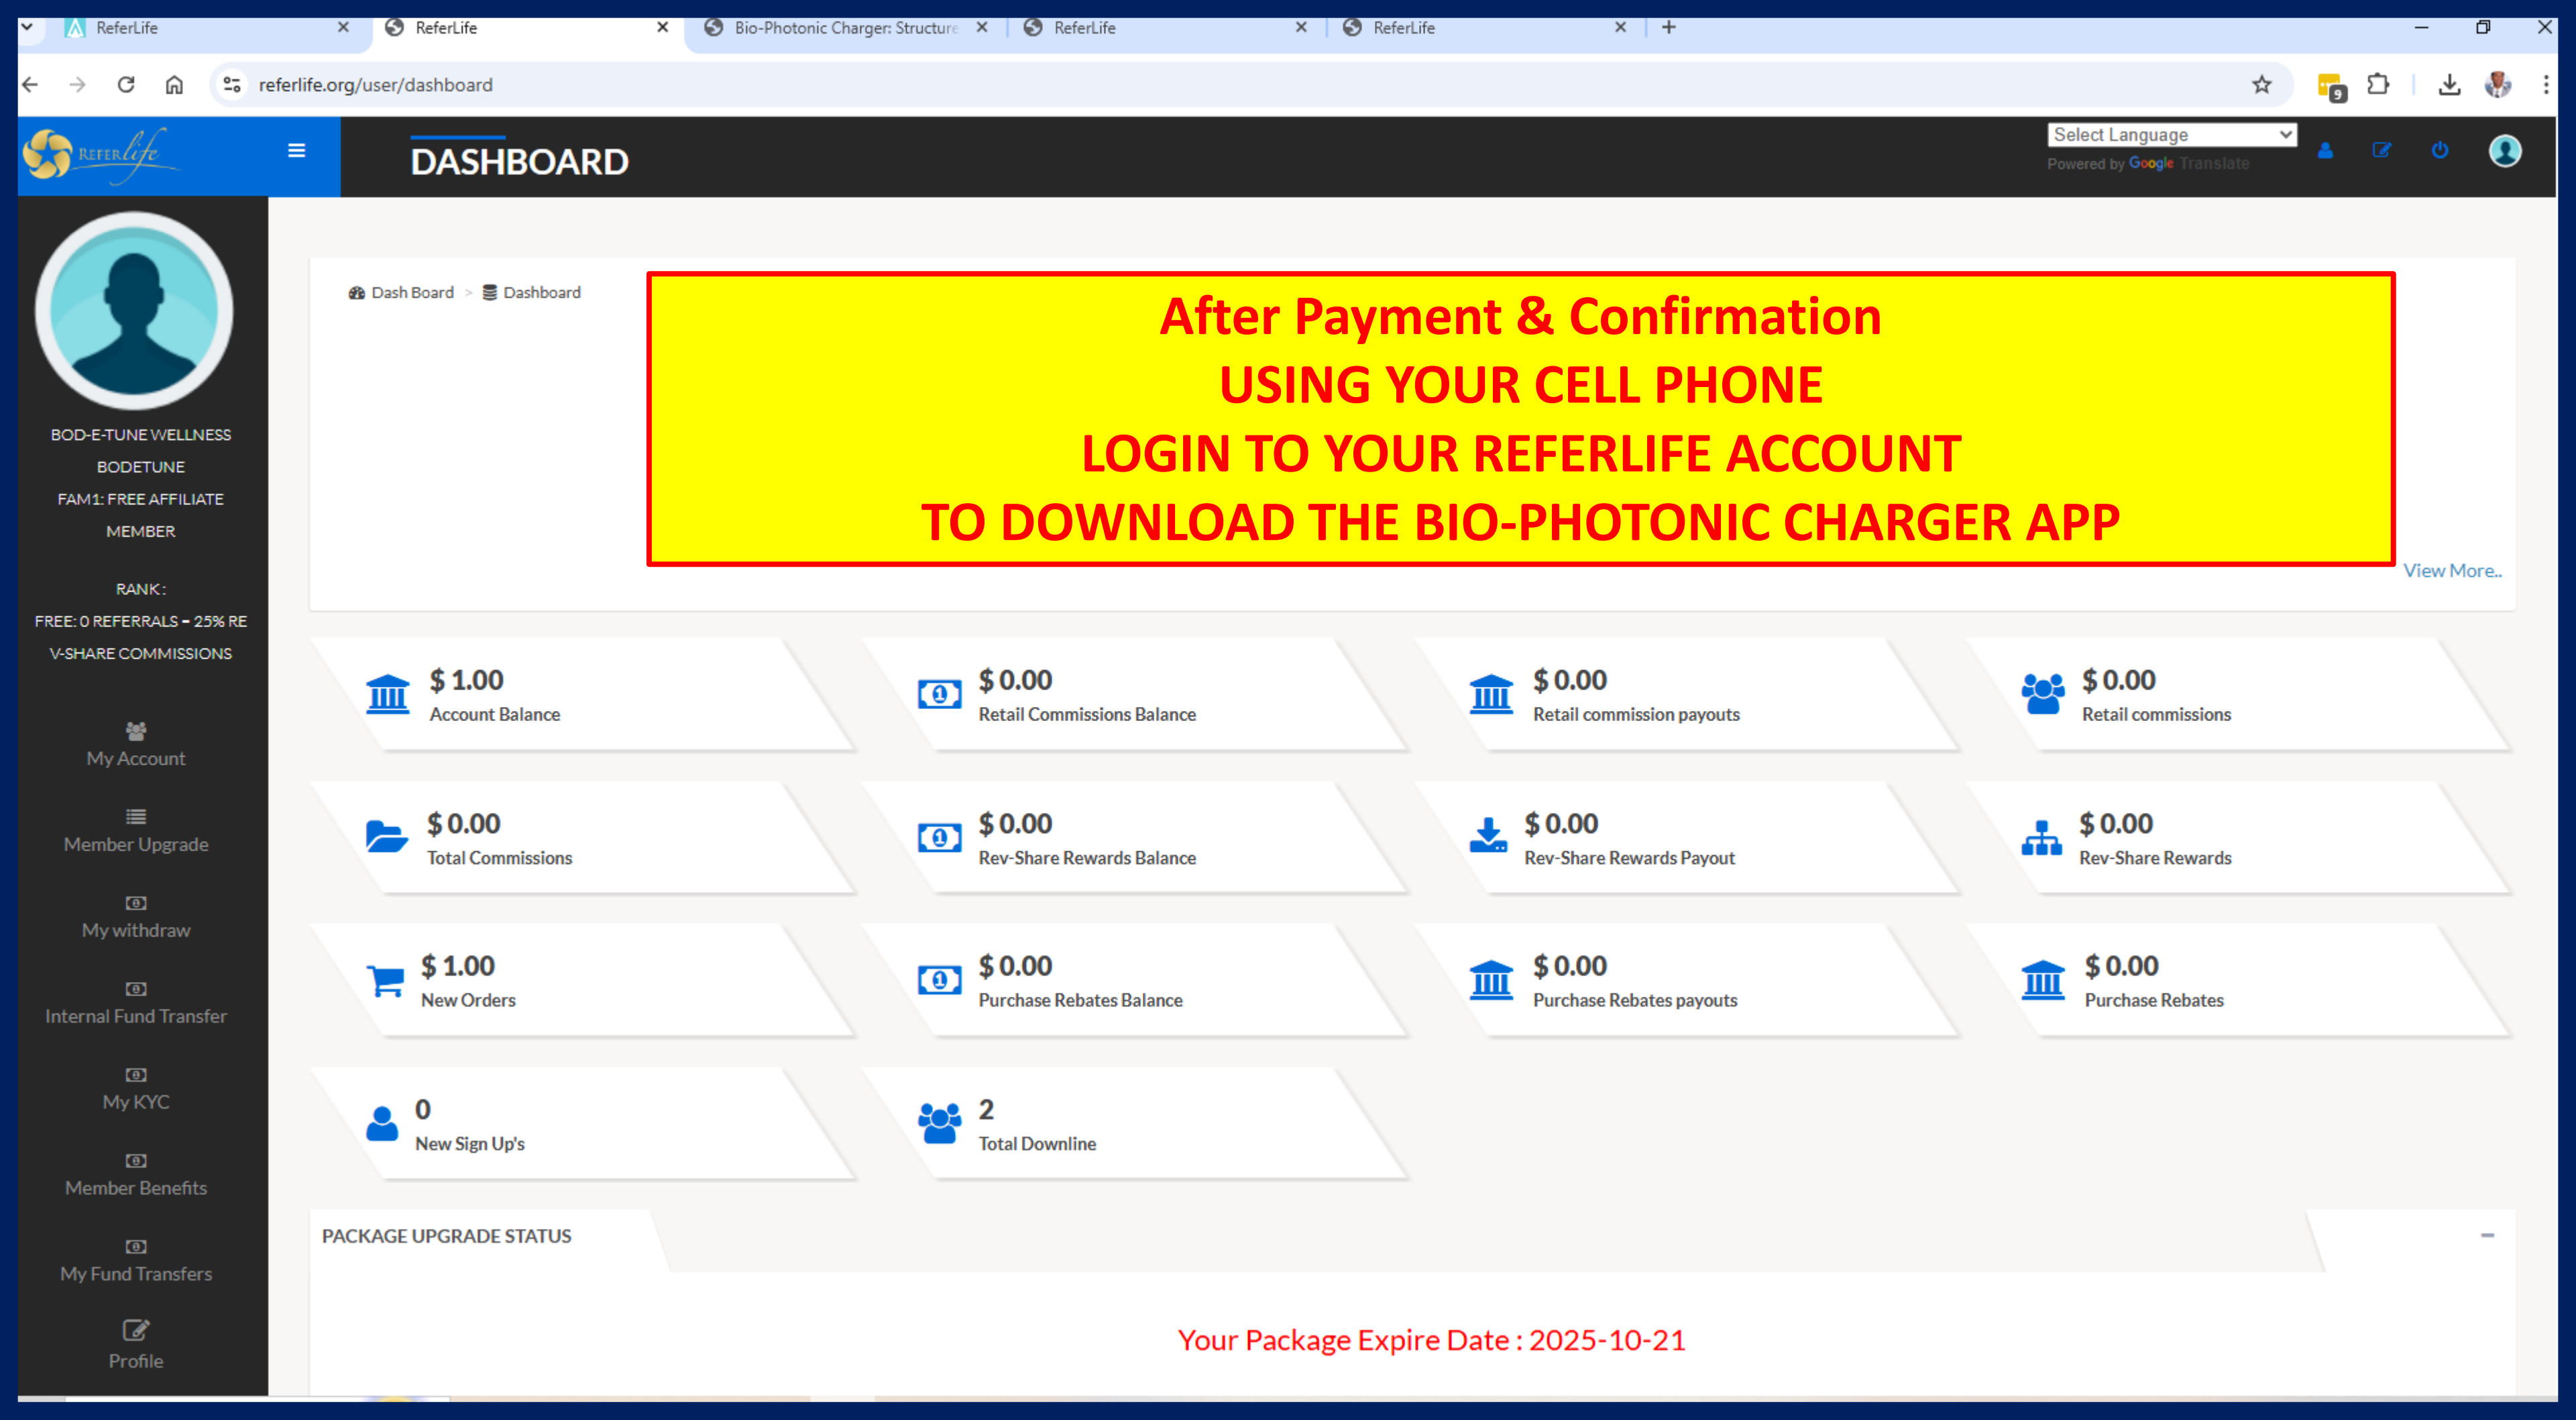 ReferLife
ReferLife
Bio-Photonic Charger: Structure
ReferLife
ReferLife
referlife.org/user/dashboard
9
REFERlife
DASHBOARD
Select Language
Powered by Google Translate
BOD-E-TUNE WELLNESS
BODETUNE
FAM1: FREE AFFILIATE
MEMBER
RANK :
FREE: 0 REFERRALS = 25% RE
V-SHARE COMMISSIONS
My Account
Member Upgrade
My withdraw
Internal Fund Transfer
My KYC
Member Benefits
My Fund Transfers
Profile
Dash Board > Dashboard
After Payment & Confirmation
USING YOUR CELL PHONE
LOGIN TO YOUR REFERLIFE ACCOUNT
TO DOWNLOAD THE BIO-PHOTONIC CHARGER APP
View More..
$ 1.00
Account Balance
$ 0.00
Retail Commissions Balance
$ 0.00
Retail commission payouts
$ 0.00
Retail commissions
$ 0.00
Total Commissions
$ 0.00
Rev-Share Rewards Balance
$ 0.00
Rev-Share Rewards Payout
$ 0.00
Rev-Share Rewards
$ 1.00
New Orders
$ 0.00
Purchase Rebates Balance
$ 0.00
Purchase Rebates payouts
$ 0.00
Purchase Rebates
0
New Sign Up's
2
Total Downline
PACKAGE UPGRADE STATUS
Your Package Expire Date : 2025-10-21